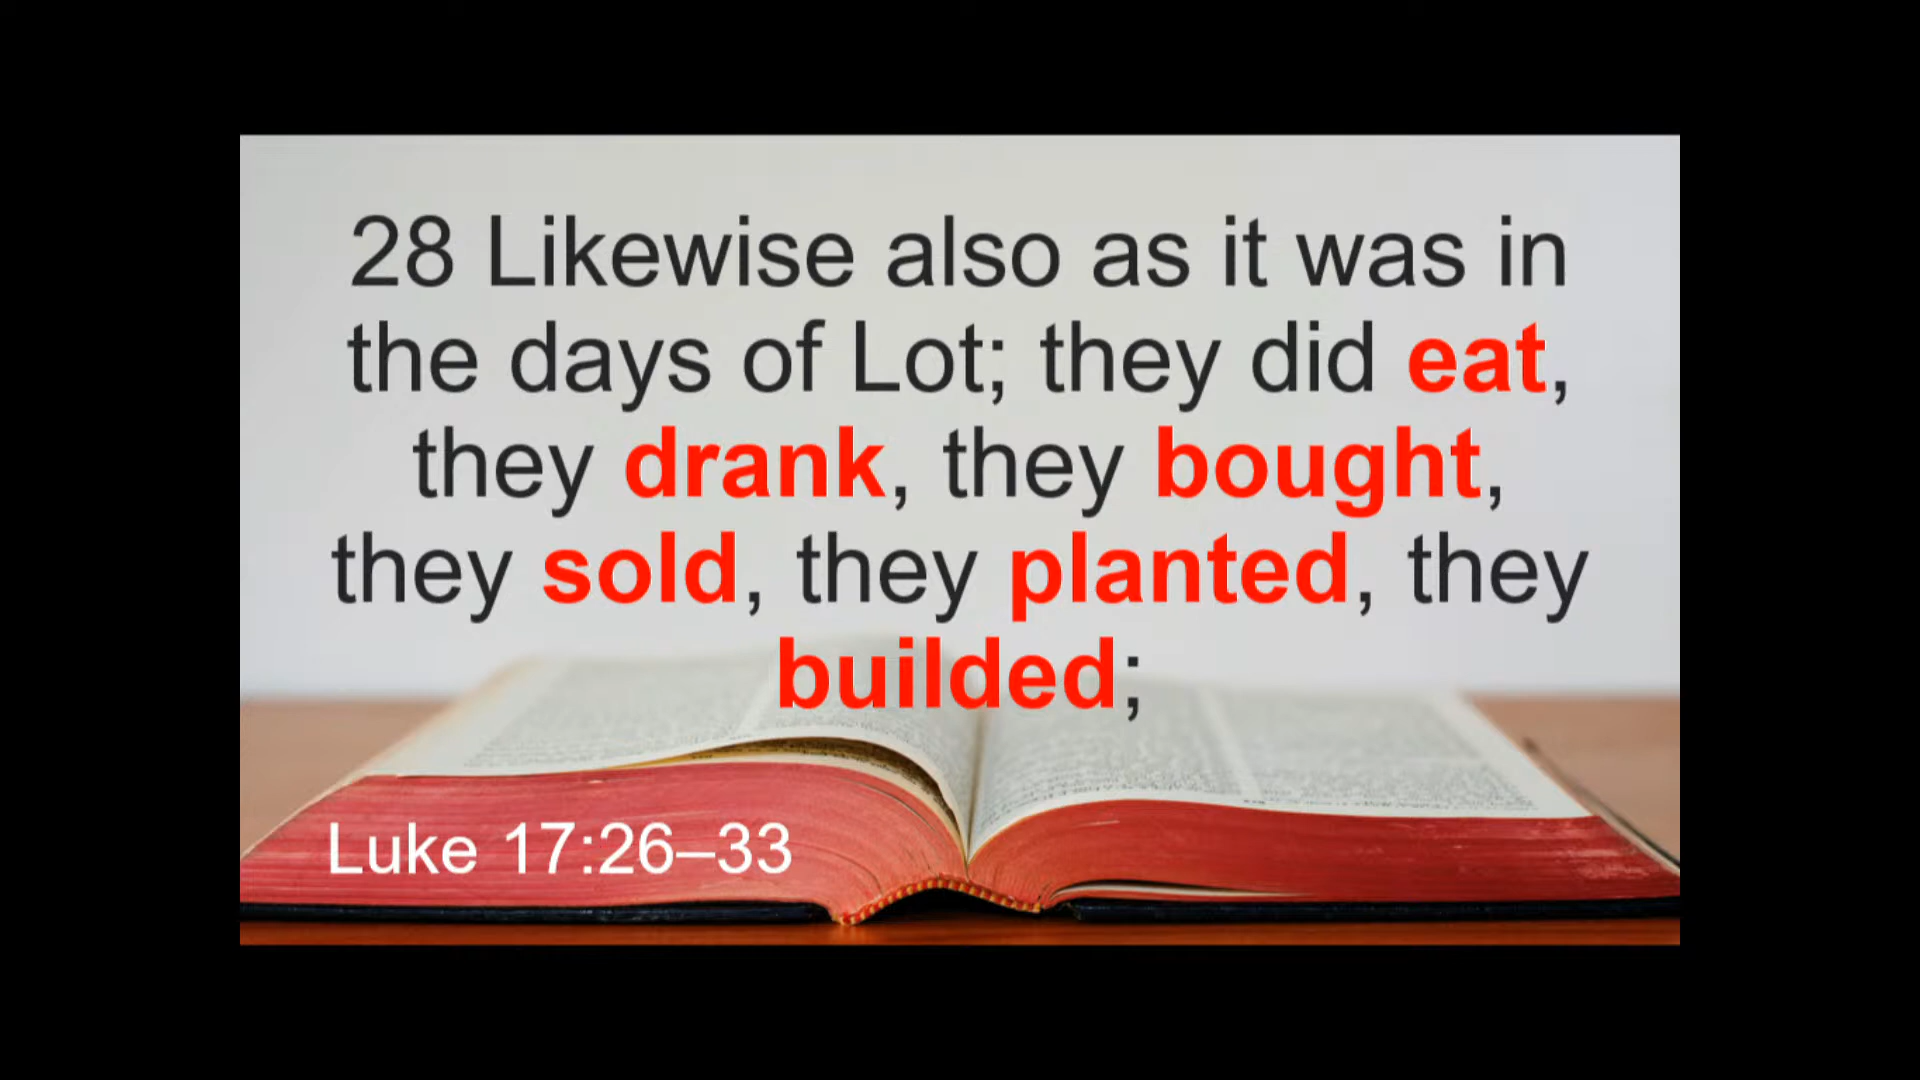 28 Likewise also as it was in
the days of Lot; they did eat,
they drank, they bought,
they sold, they planted, they
builded;
Luke 17:26–33